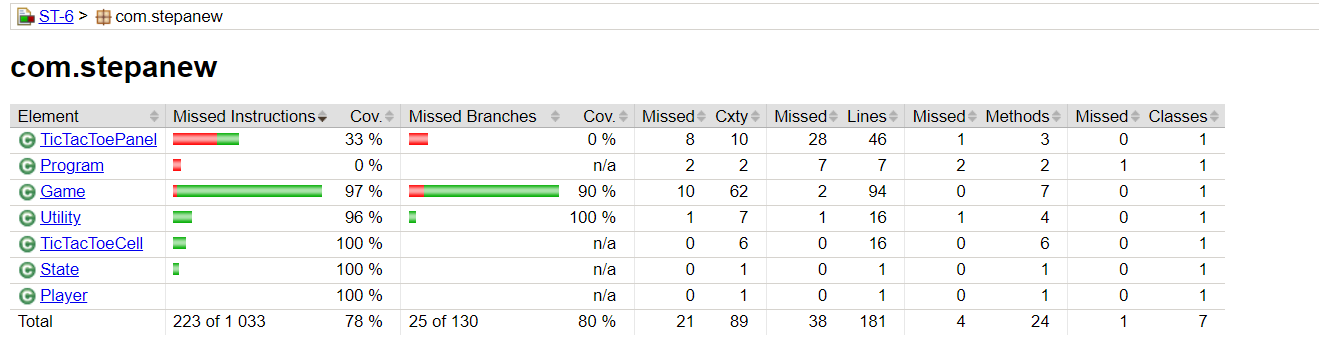 ST-6 > com.stepanew
com.stepanew
Element Missed Instructions Cov. Missed Branches Cov. Missed Cxty Missed Lines Missed Methods Missed Classes
TicTacToePanel 33 % 0 % 8 10 28 46 1 3 0 1
Program 0 % n/a 2 2 7 7 2 2 1 1
Game 97 % 90 % 10 62 2 94 0 7 0 1
Utility 96 % 100 % 1 7 1 16 1 4 0 1
TicTacToeCell 100 % n/a 0 6 0 16 0 6 0 1
State 100 % n/a 0 1 0 1 0 1 0 1
Player 100 % n/a 0 1 0 1 0 1 0 1
Total 223 of 1 033 78 % 25 of 130 80 % 21 89 38 181 4 24 1 7